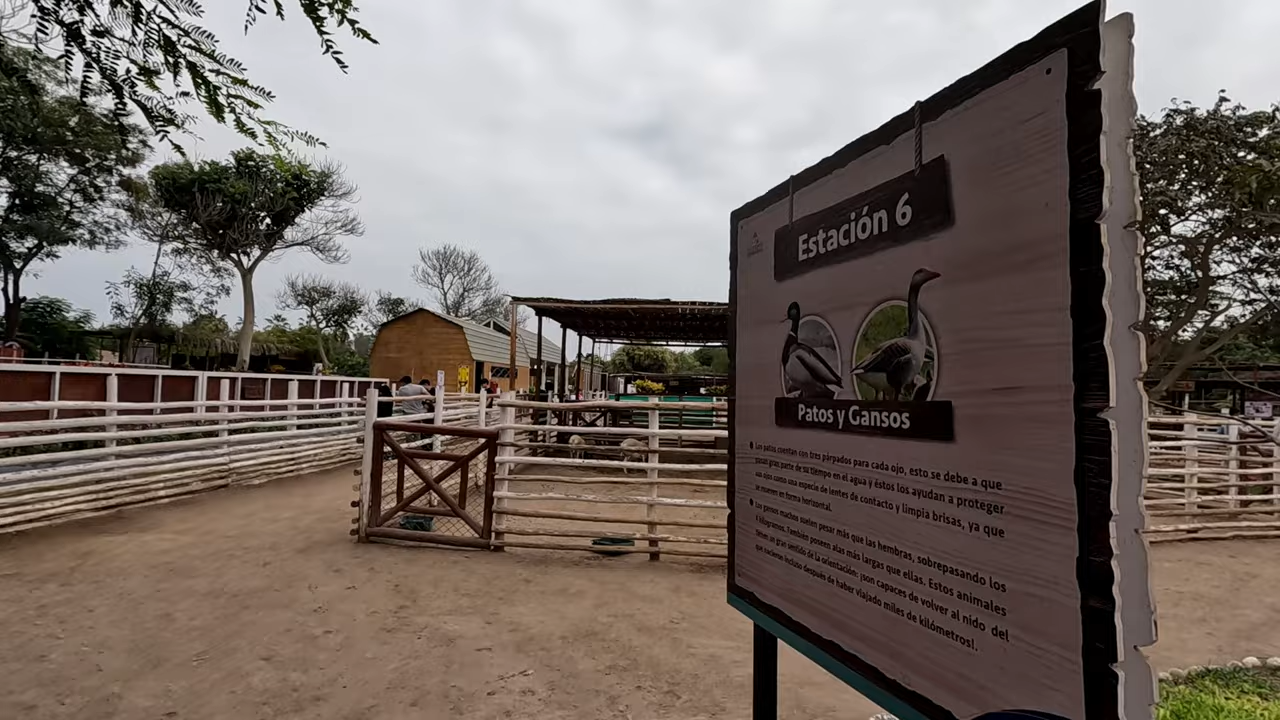 Estación 6
Patos y Gansos
Los patos cuentan con tres párpados para cada ojo, esto se debe a que
pasan gran parte de su tiempo en el agua y éstos los ayudan a proteger
sus ojos como una especie de lentes de contacto y limpia brisas, ya que
se mueven en forma horizontal.
Los gansos machos suelen pesar más que las hembras, sobrepasando los
kilogramos. También poseen alas más largas que ellas. Estos animales
tienen un gran sentido de la orientación: ¡son capaces de volver al nido del
que nacieron incluso después de haber viajado miles de kilómetros!.